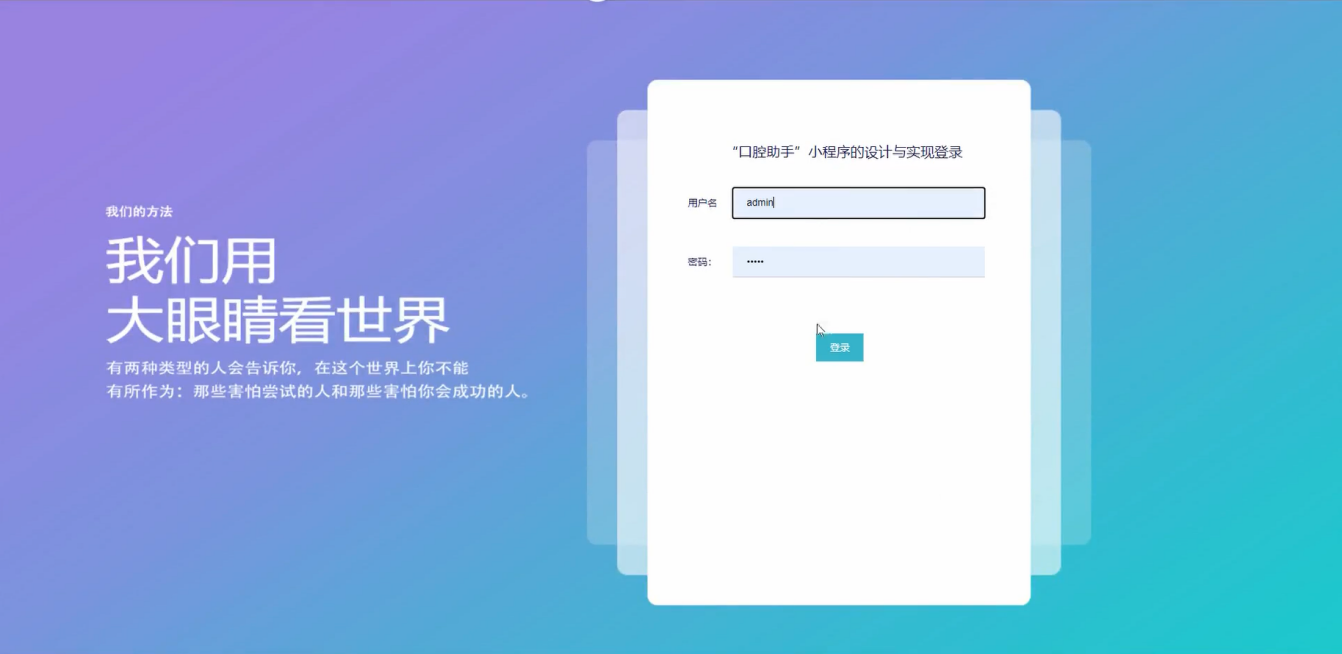 我们的方法
我们用
大眼睛看世界
有两种类型的人会告诉你，在这个世界上你不能
有所作为：那些害怕尝试的人和那些害怕你会成功的人。
“口腔助手”小程序的设计与实现登录
用户名
admin
密码：
•••••
登录